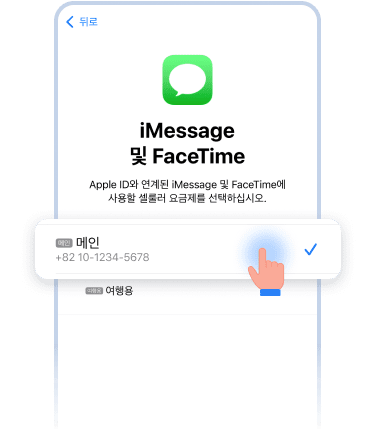 뒤로
iMessage
및 FaceTime
Apple ID와 연계된 iMessage 및 FaceTime에
사용할 셀룰러 요금제를 선택하십시오.
메인 메인
+82 10-1234-5678
여행용 여행용